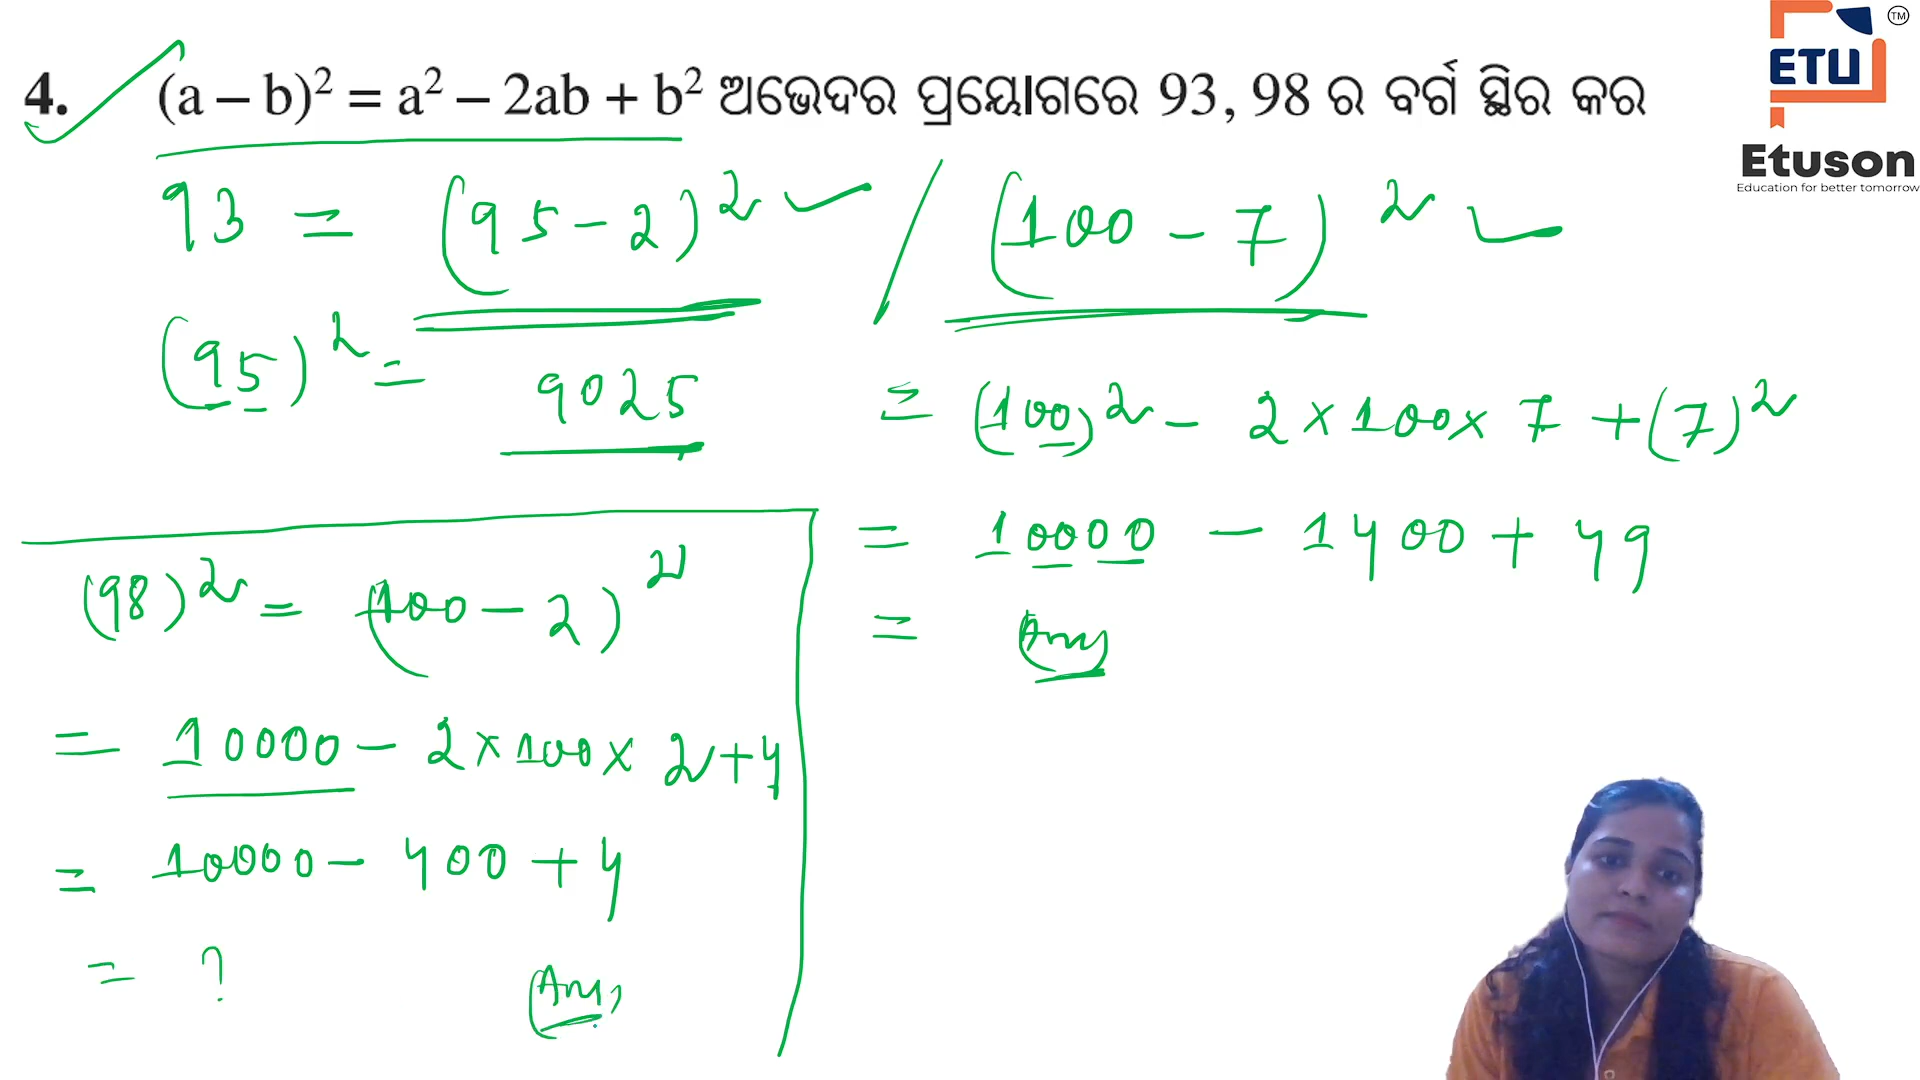 4. (a – b)² = a² – 2ab + b² ଅଭେଦର ପ୍ରୟୋଗରେ 93, 98 ର ବର୍ଗ ସ୍ଥିର କର
93 = (95 - 2)² / (100 - 7)²
(95)² = 9025
= (100)² - 2 × 100 × 7 + (7)²
= 10000 - 1400 + 49
= Ans
(98)² = (100 - 2)²
= 10000 - 2 × 100 × 2 + 4
= 10000 - 400 + 4
= ? Ans,
ETU
TM
Etuson
Education for better tomorrow